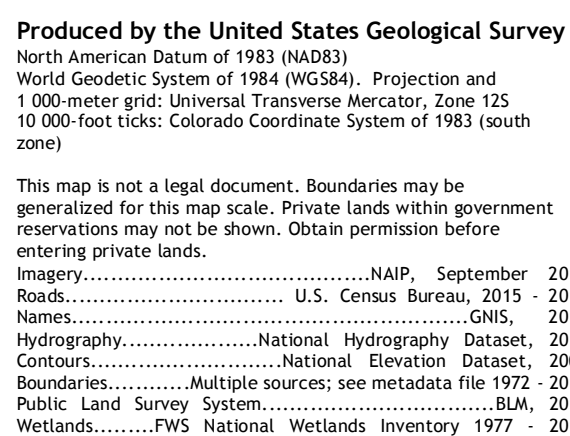 Produced by the United States Geological Survey
North American Datum of 1983 (NAD83)
World Geodetic System of 1984 (WGS84). Projection and
1 000-meter grid: Universal Transverse Mercator, Zone 12S
10 000-foot ticks: Colorado Coordinate System of 1983 (south
zone)
This map is not a legal document. Boundaries may be
generalized for this map scale. Private lands within government
reservations may not be shown. Obtain permission before
entering private lands.
Imagery..........................................NAIP, September 20
Roads................................ U.S. Census Bureau, 2015 - 20
Names..........................................................GNIS, 20
Hydrography....................National Hydrography Dataset, 20
Contours............................National Elevation Dataset, 20
Boundaries............Multiple sources; see metadata file 1972 - 20
Public Land Survey System..................................BLM, 20
Wetlands.........FWS National Wetlands Inventory 1977 - 20